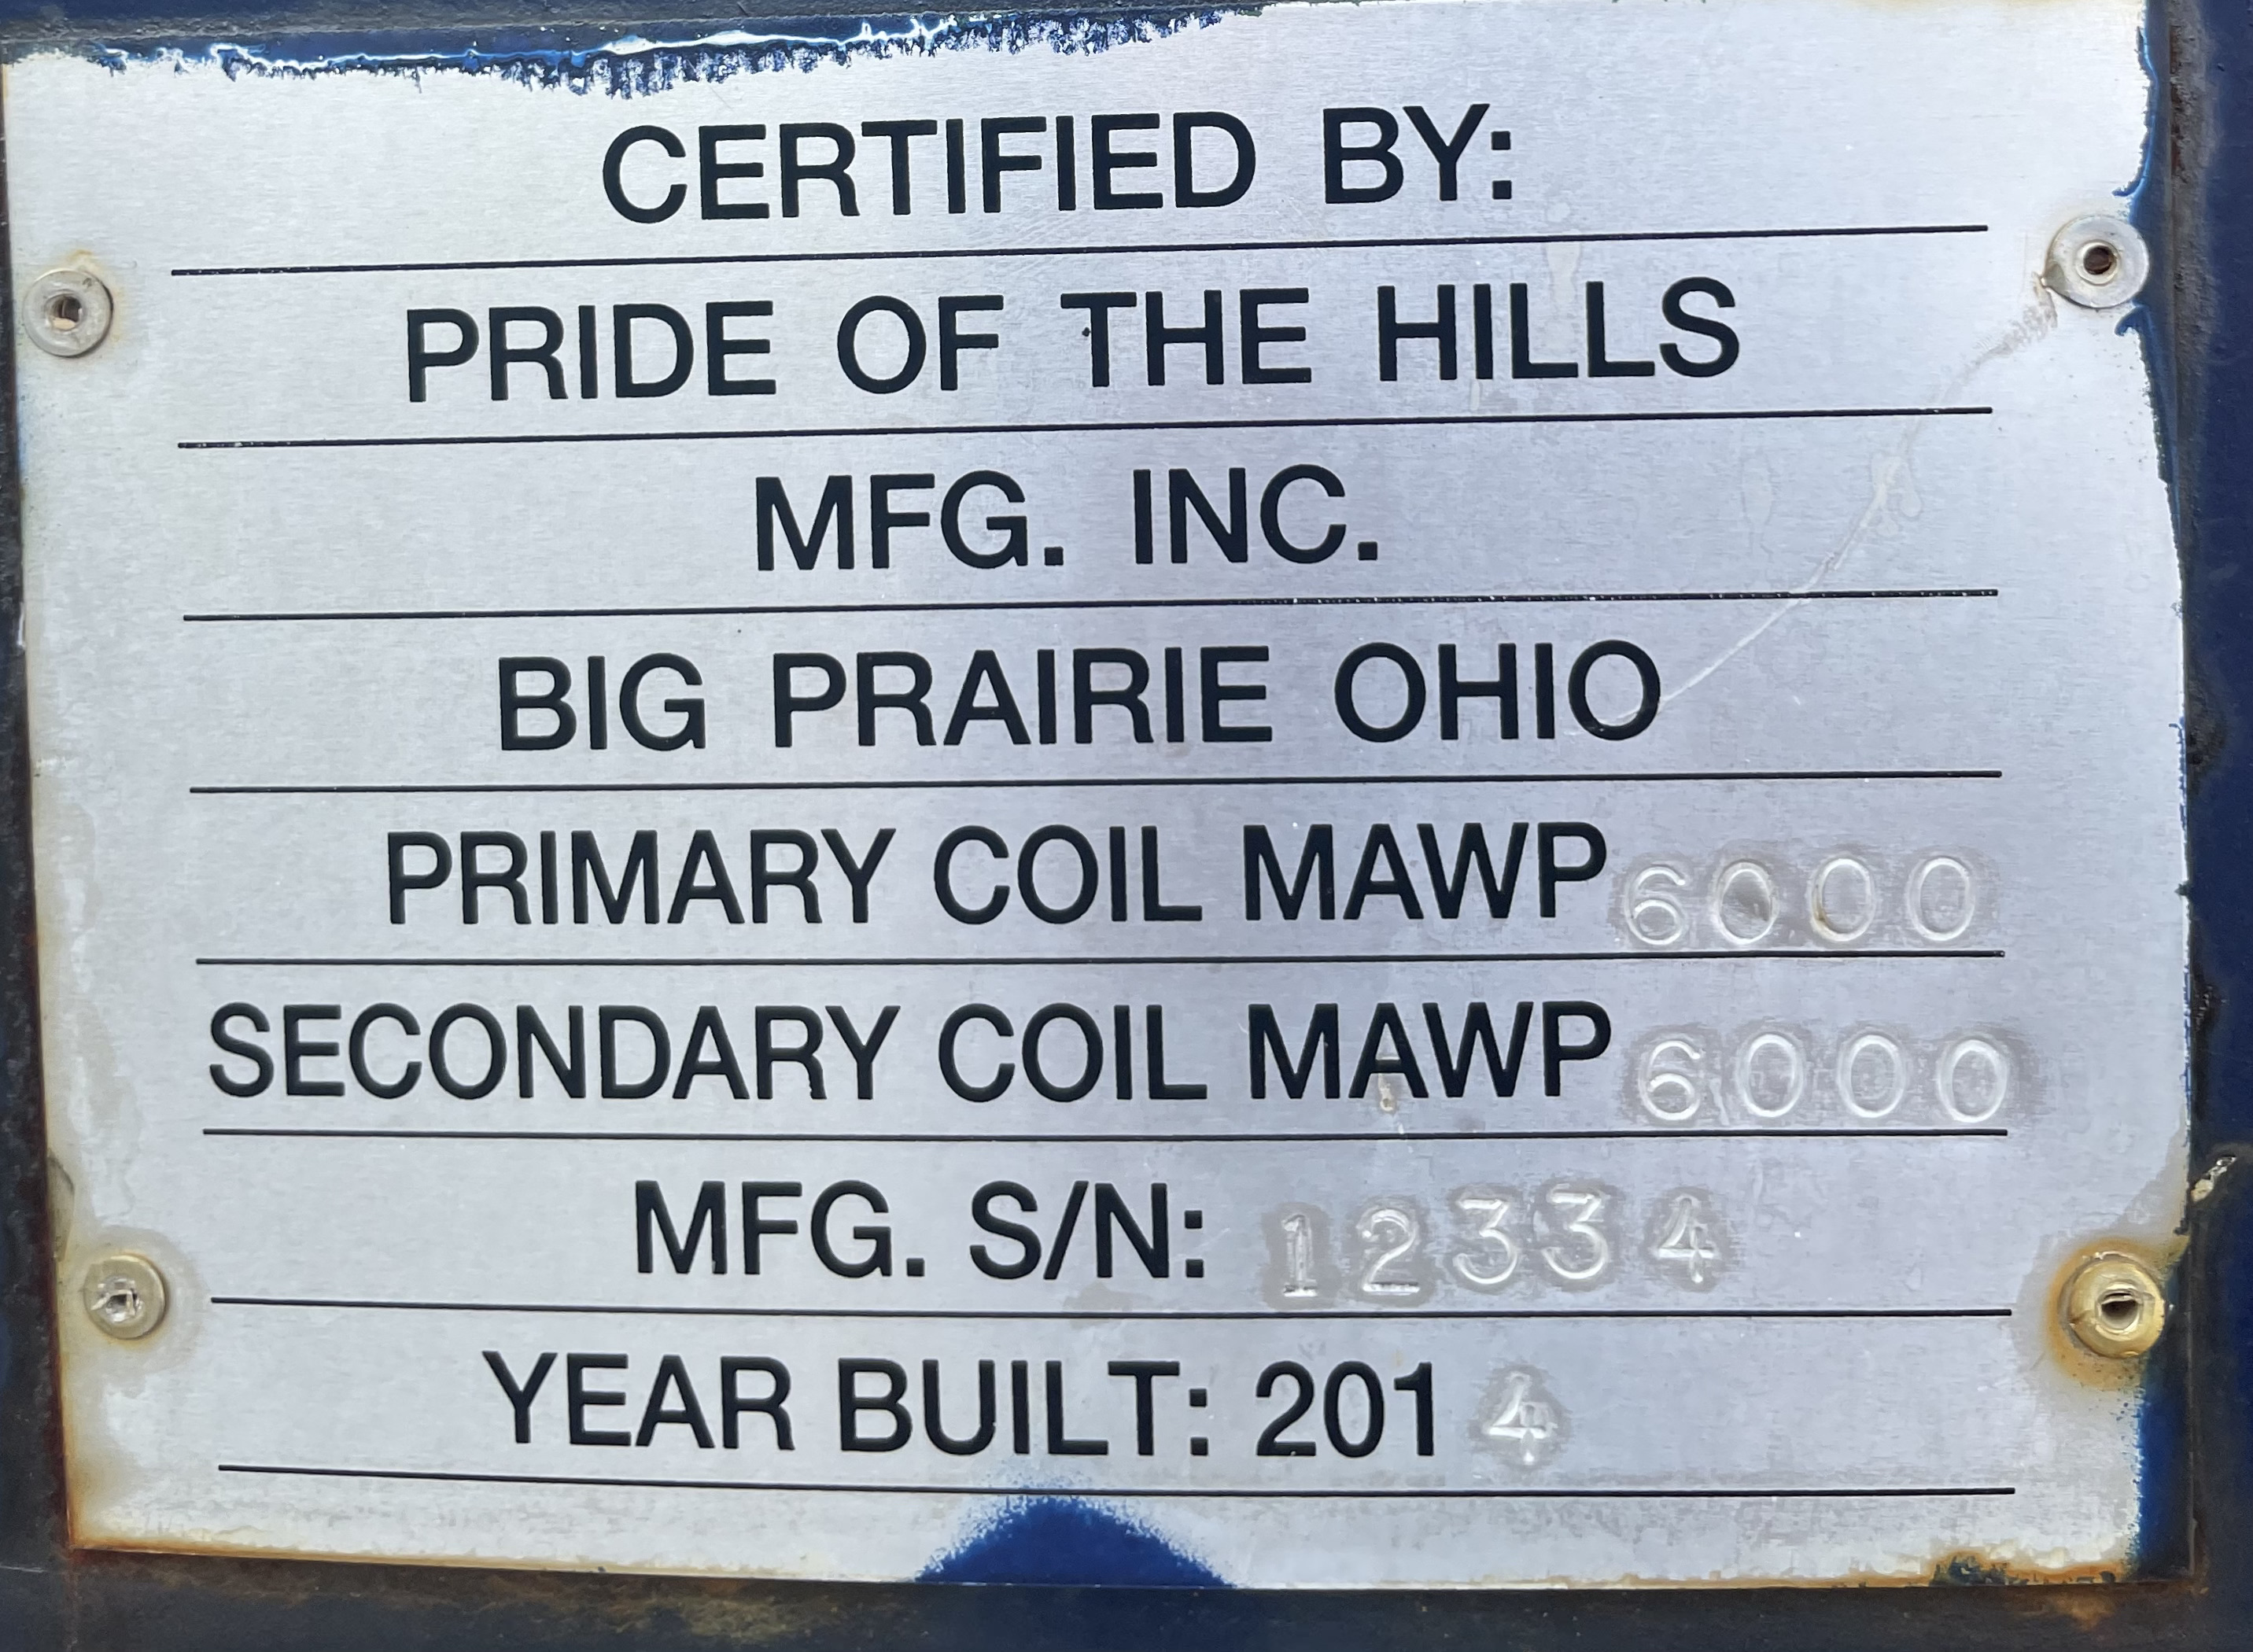 CERTIFIED BY:
PRIDE OF THE HILLS
MFG. INC.
BIG PRAIRIE OHIO
PRIMARY COIL MAWP 6000
SECONDARY COIL MAWP 6000
MFG. S/N: 12334
YEAR BUILT: 2014